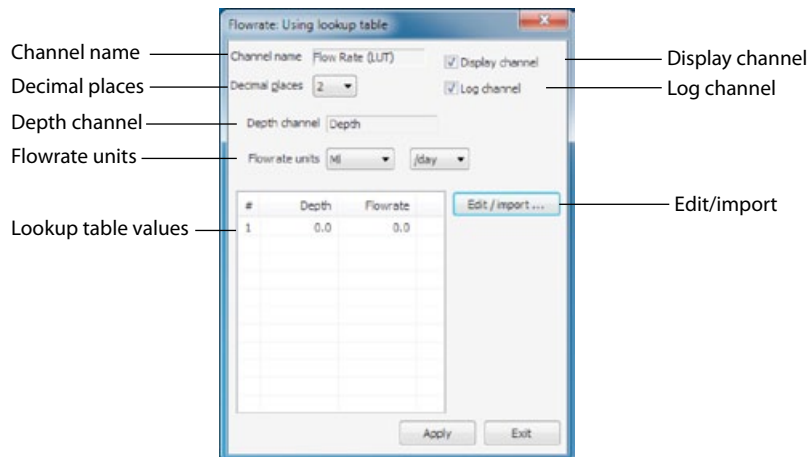 Flowrate: Using lookup table
Channel name
Channel name Flow Rate (LUT)
Display channel
Display channel
Decimal places
Decimal places 2
Log channel
Log channel
Depth channel
Depth channel Depth
Flowrate units
Flowrate units Ml /day
# Depth Flowrate
Edit / import ...
Edit/import
Lookup table values
1 0.0 0.0
Apply Exit